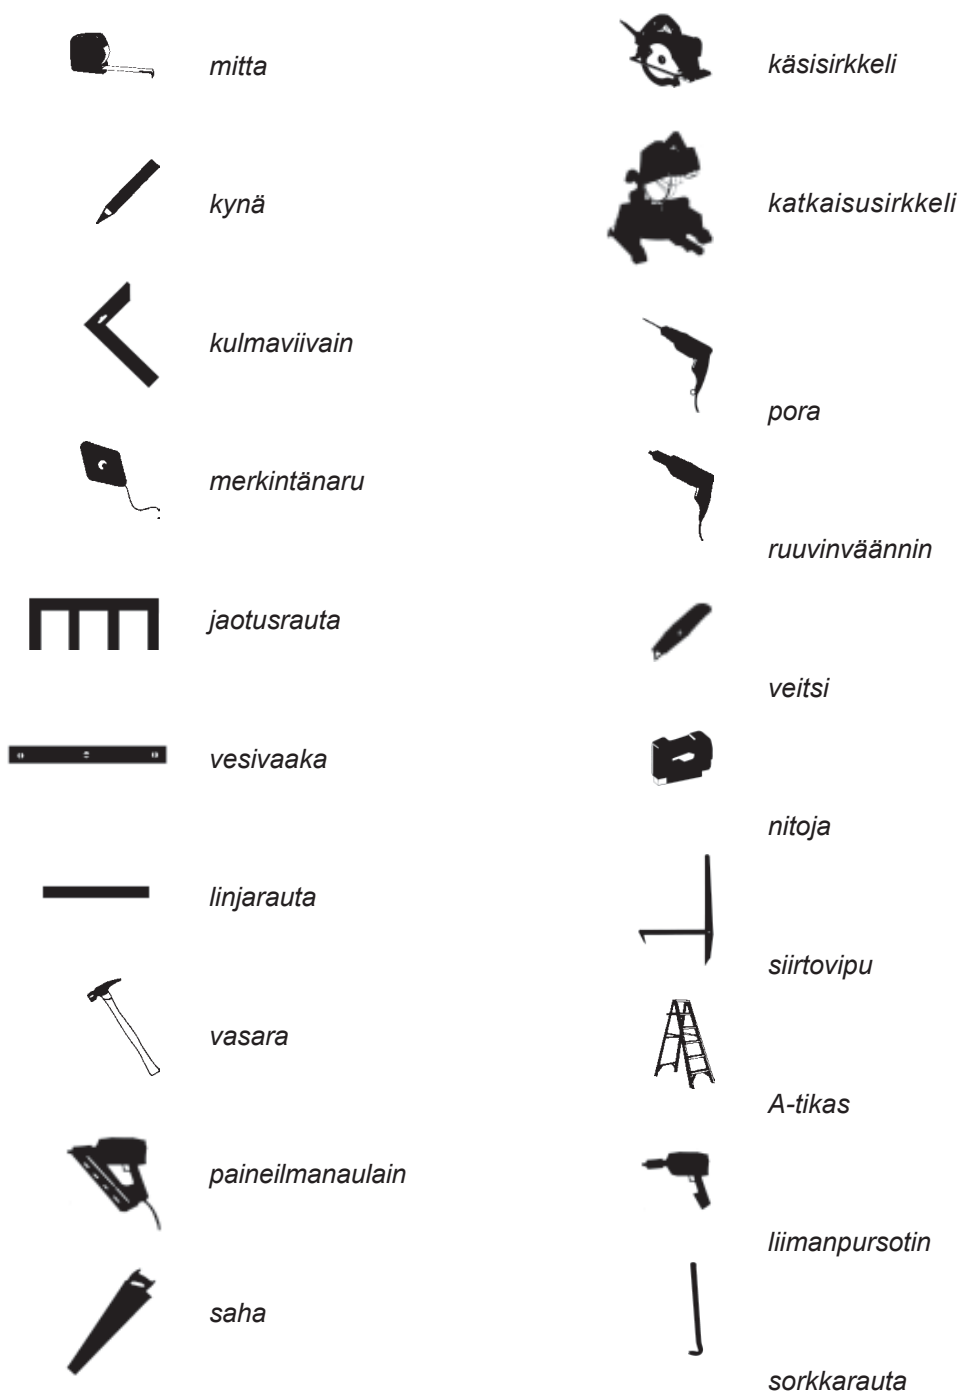 mitta
kynä
kulmaviivain
merkintänaru
jaotusrauta
vesivaaka
linjarauta
vasara
paineilmanaulain
saha
käsisirkkeli
katkaisusirkkeli
pora
ruuvinväännin
veitsi
nitoja
siirtovipu
A-tikas
liimanpursotin
sorkkarauta